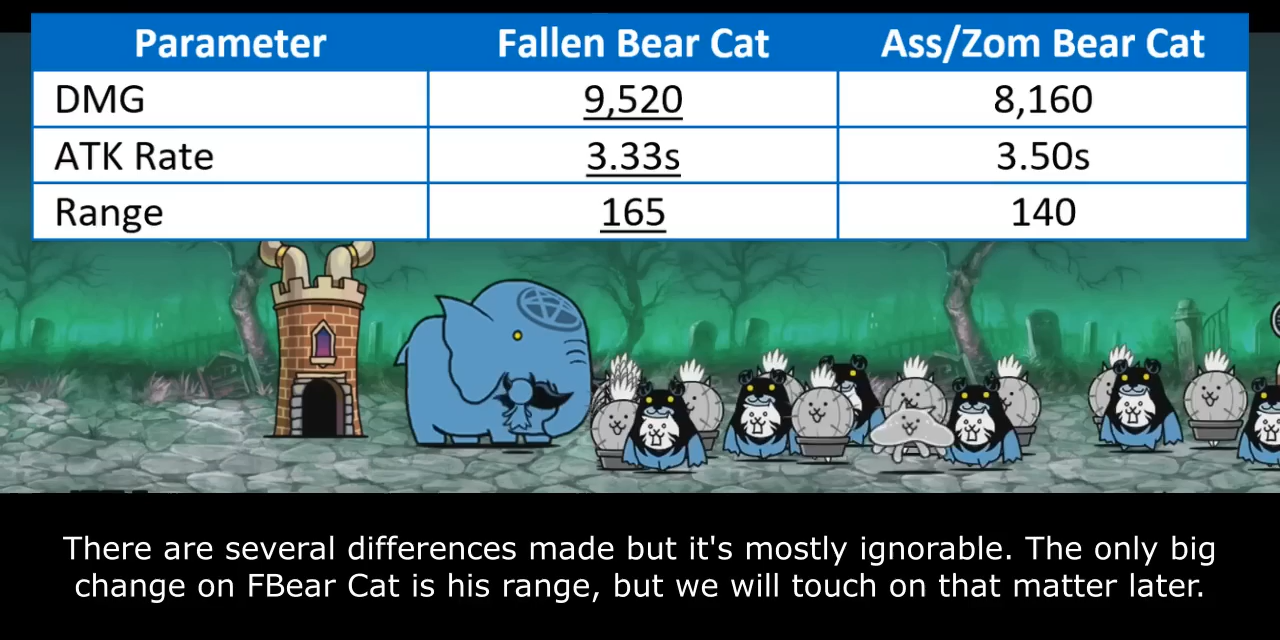 Parameter Fallen Bear Cat Ass/Zom Bear Cat
DMG 9,520 8,160
ATK Rate 3.33s 3.50s
Range 165 140
There are several differences made but it's mostly ignorable. The only big
change on FBear Cat is his range, but we will touch on that matter later.